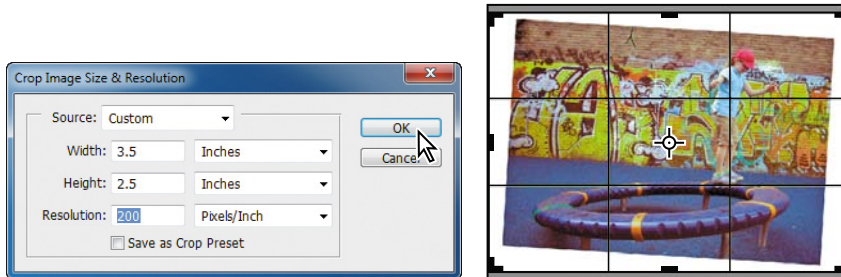 Crop Image Size & Resolution
Source: Custom
Width: 3.5 Inches
Height: 2.5 Inches
Resolution: 200 Pixels/Inch
Save as Crop Preset
OK
Cancel